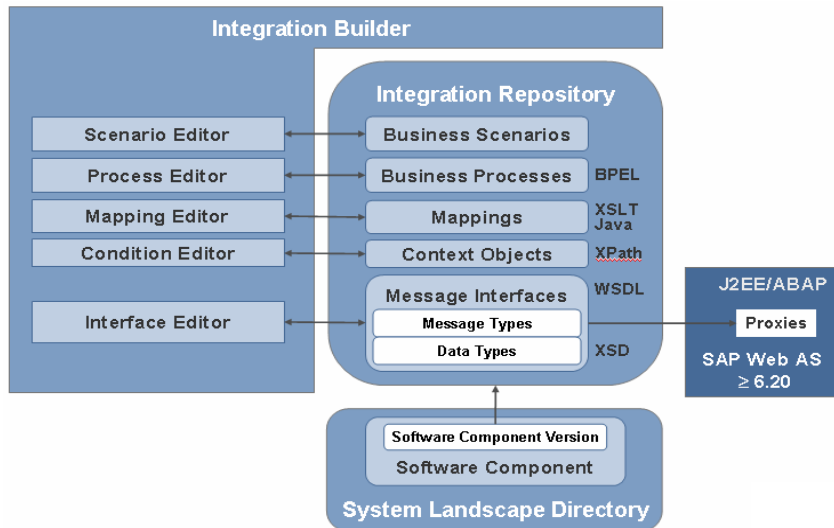 Integration Builder
Integration Repository
Scenario Editor
Business Scenarios
Process Editor
Business Processes
BPEL
Mapping Editor
Mappings
XSLT
Java
Condition Editor
Context Objects
XPath
Interface Editor
Message Interfaces
WSDL
Message Types
Data Types
XSD
J2EE/ABAP
Proxies
SAP Web AS
≥ 6.20
Software Component Version
Software Component
System Landscape Directory